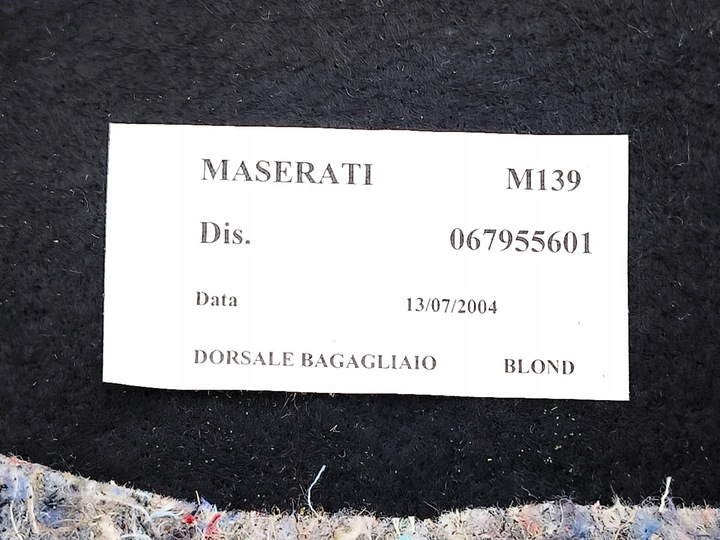 MASERATI M139
Dis. 067955601
Data 13/07/2004
DORSALE BAGAGLIAIO BLOND